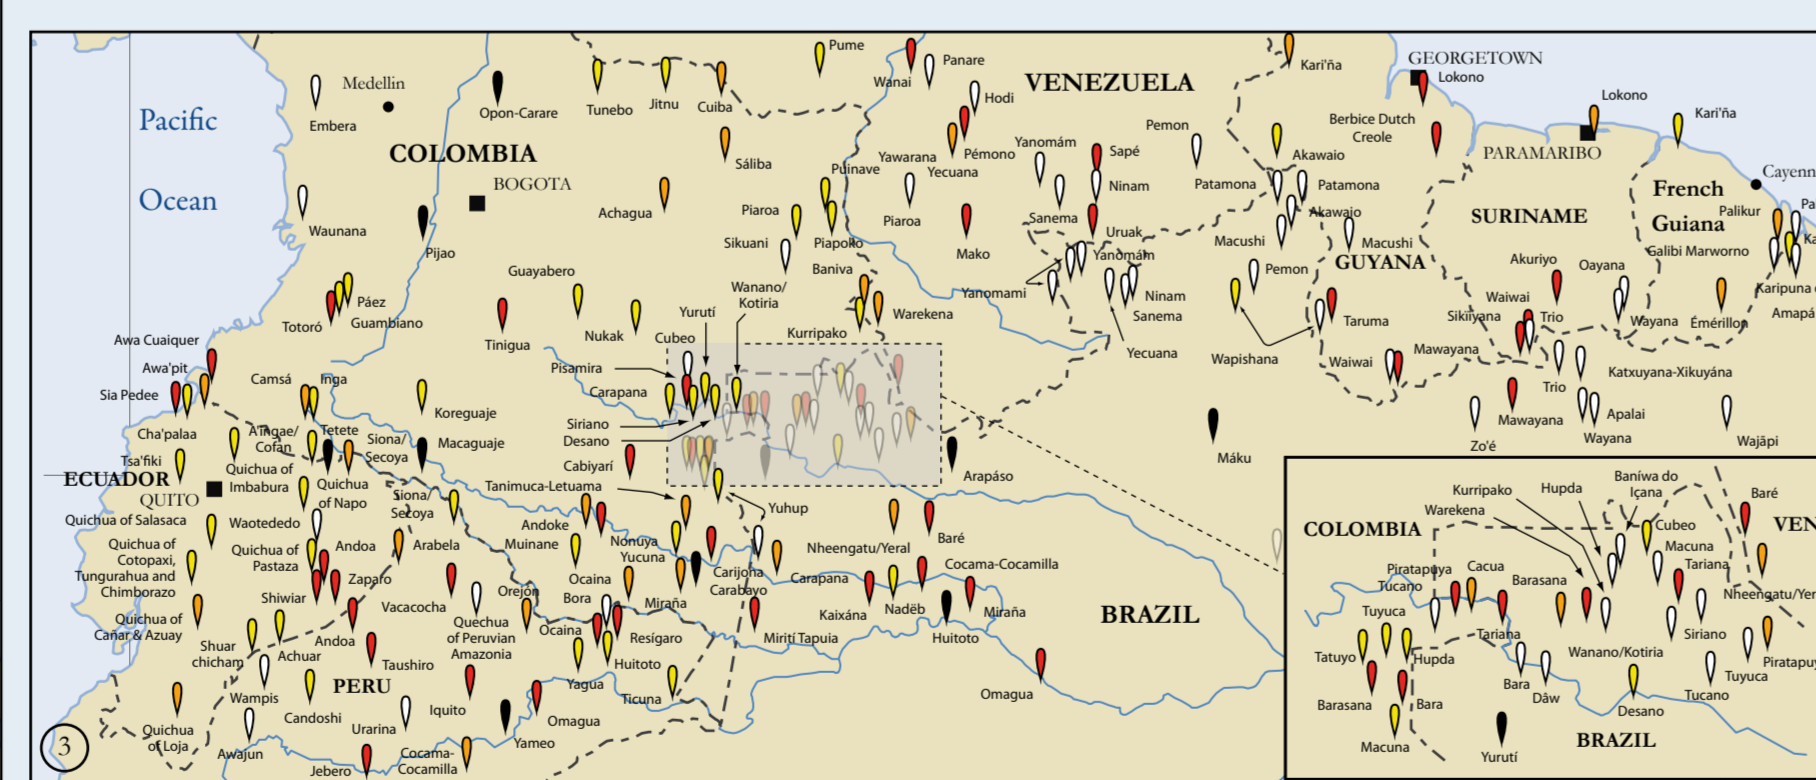 Pacific
Ocean
Medellin
Embera
COLOMBIA
BOGOTA
Opon-Carare
Tunebo
Jitnu
Cuiba
Pume
Wanai
Panare
Hodi
VENEZUELA
Kari'ña
GEORGETOWN
Lokono
Lokono
Kari'ña
Berbice Dutch
Creole
PARAMARIBO
Cayenn
French
Guiana
SURINAME
Palikur
Galibi Marworno
Sáliba
Achagua
Puinave
Piaroa
Piapoko
Sikuani
Yawarana
Pémono
Yecuana
Piaroa
Mako
Yanomám
Sapé
Ninam
Sanema
Uruak
Yanomám
Yanomami
Ninam
Sanema
Yecuana
Pemon
Patamona
Akawaio
Patamona
Akawaio
Macushi
Macushi
Pemon
GUYANA
Wapishana
Taruma
Waiwai
Mawayana
Akuriyo
Oayana
Waiwai
Sikiïyana
Trio
Wayana
Émérillon
Karipuna
Amapá
Katxuyana-Xikuyána
Trio
Mawayana
Apalai
Wayana
Zo'é
Wajãpi
Waunana
Pijao
Guayabero
Totoró
Páez
Guambiano
Tinigua
Nukak
Baniva
Warekena
Kurripako
Wanano/
Kotiria
Yurutí
Cubeo
Pisamira
Carapana
Siriano
Desano
Cabiyarí
Tanimuca-Letuama
Yuhup
Arapáso
Máku
Awa Cuaiquer
Awa'pit
Sia Pedee
Camsá
Inga
Koreguaje
Cha'palaa
Tsa'fiki
A'ingae/
Cofan
Tetete
Siona/
Secoya
Macaguaje
ECUADOR
QUITO
Quichua of
Imbabura
Quichua
of Napo
Siona/
Secoya
Quichua of Salasaca
Waotededo
Quichua of
Cotopaxi,
Tungurahua and
Chimborazo
Quichua of
Pastaza
Andoa
Arabela
Zaparo
Shiwiar
Quichua of
Cañar & Azuay
Shuar
chicham
Achuar
Andoa
Vacacocha
Taushiro
Wampis
Candoshi
PERU
Quichua
of Loja
Awajun
Urarina
Jebero
Iquito
Cocama-
Cocamilla
Yameo
Omagua
Quechua
of Peruvian
Amazonia
Orejón
Andoke
Muinane
Nonuya
Yucuna
Ocaina
Bora
Miraña
Carijona
Carabayo
Ocaina
Resígaro
Huitoto
Yagua
Ticuna
Mirití Tapuia
Carapana
Nheengatu/Yeral
Baré
Cocama-Cocamilla
Kaixána
Nadëb
Huitoto
Miraña
Omagua
BRAZIL
3
COLOMBIA
Kurripako
Warekena
Hupda
Baníwa do
Içana
Baré
VEN
Cubeo
Macuna
Tariana
Nheengatu/Yer
Piratapuya
Tucano
Cacua
Barasana
Tuyuca
Tatuyo
Hupda
Tariana
Wanano/Kotiria
Siriano
Piratapuy
Tuyuca
Tucano
Barasana
Bara
Macuna
Bara
Dâw
Desano
Yurutí
BRAZIL